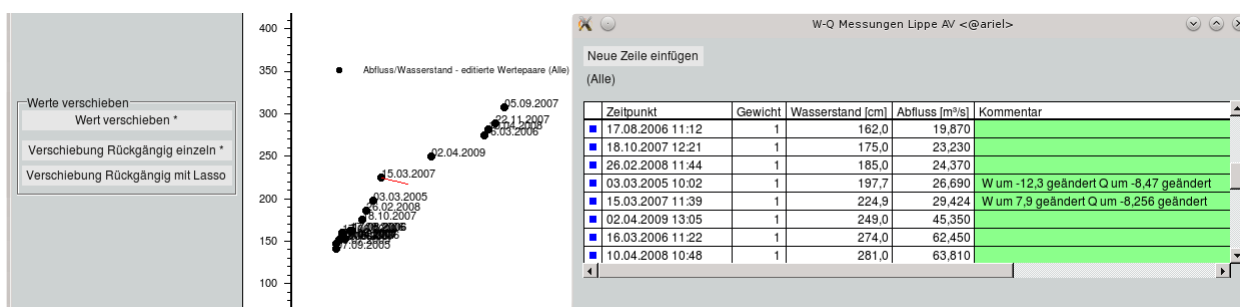 Werte verschieben
Wert verschieben *
Verschiebung Rückgängig einzeln *
Verschiebung Rückgängig mit Lasso
400
350
300
250
200
150
100
Abfluss/Wasserstand - editierte Wertepaare (Alle)
05.09.2007
22.11.2007
02.04.2009
15.03.2007
03.03.2005
26.02.2008
18.10.2007
W-Q Messungen Lippe AV <@ariel>
Neue Zeile einfügen
(Alle)
Zeitpunkt Gewicht Wasserstand [cm] Abfluss [m³/s] Kommentar
17.08.2006 11:12 1 162,0 19,870
18.10.2007 12:21 1 175,0 23,230
26.02.2008 11:44 1 185,0 24,370
03.03.2005 10:02 1 197,7 26,690 W um -12,3 geändert Q um -8,47 geändert
15.03.2007 11:39 1 224,9 29,424 W um 7,9 geändert Q um -8,256 geändert
02.04.2009 13:05 1 249,0 45,350
16.03.2006 11:22 1 274,0 62,450
10.04.2008 10:48 1 281,0 63,810